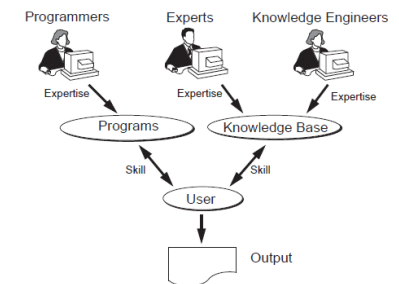 Programmers Experts Knowledge Engineers
Expertise Expertise Expertise
Programs Knowledge Base
Skill Skill
User
Output